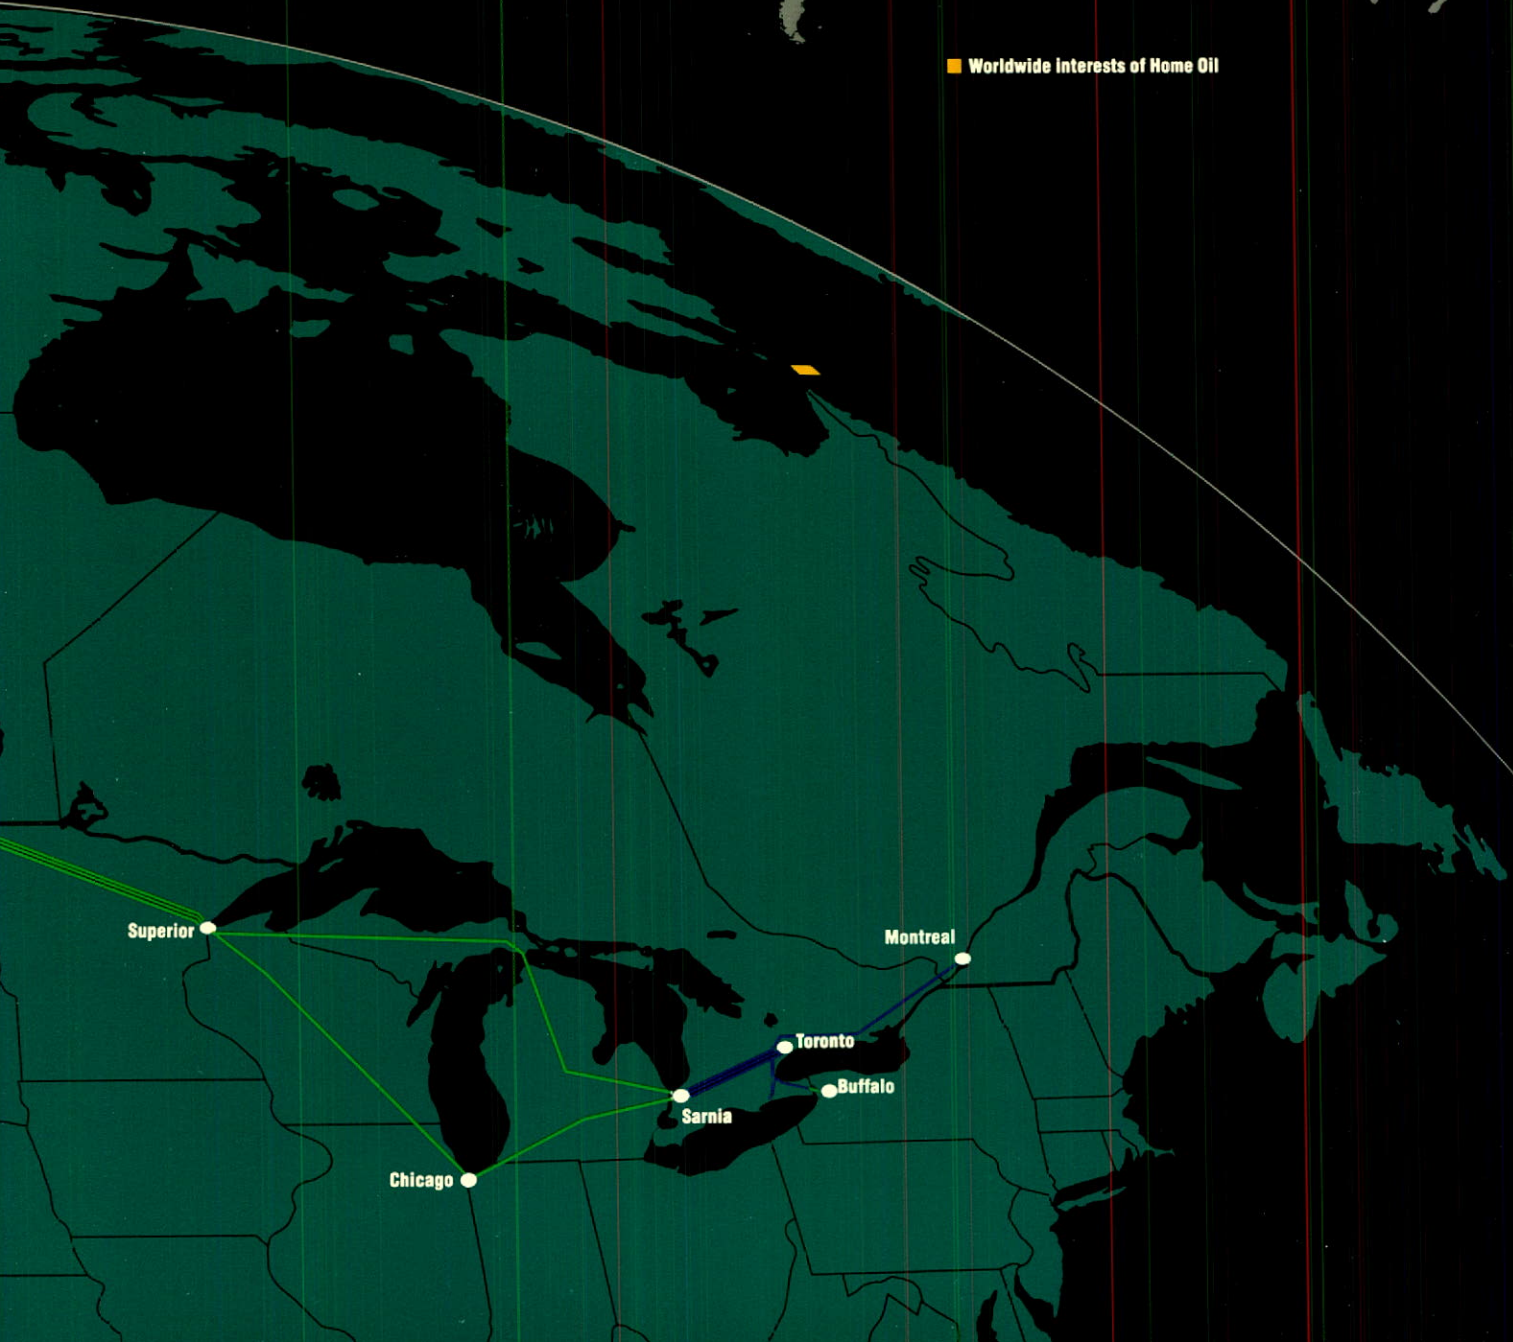 Worldwide interests of Home Oil
Superior
Montreal
Toronto
Buffalo
Sarnia
Chicago